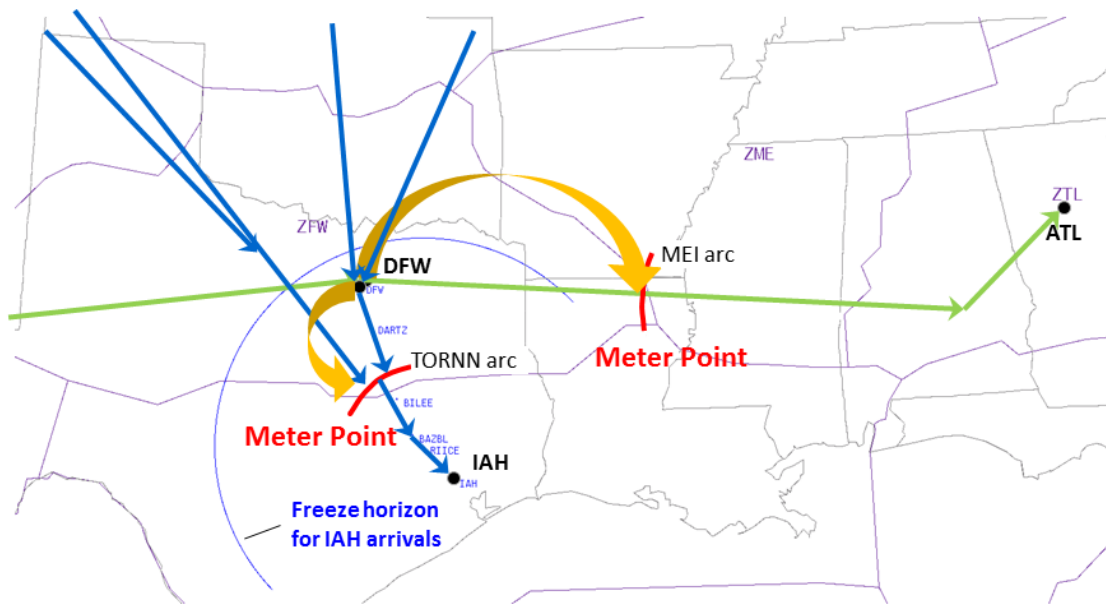 ZME
ZTL
ATL
ZFW
MEI arc
DFW
DFW
DARTZ
TORNN arc
Meter Point
BILEE
Meter Point
BAZBL
RIICE
IAH
IAH
Freeze horizon
for IAH arrivals